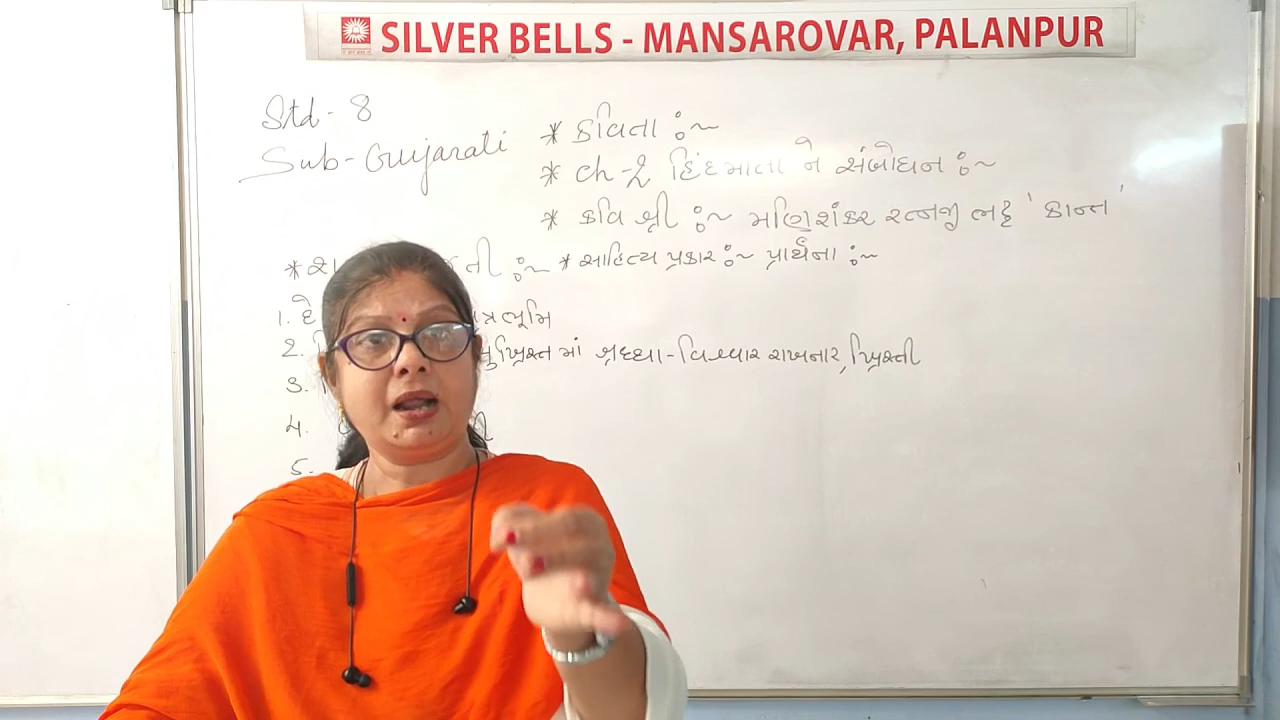 SILVER BELLS - MANSAROVAR, PALANPUR
Std - 8
Sub - Gujarati
* કવિતા :~
* ch-2 હિંદમાતા ને સંબોધન :~
* કવિ શ્રી :~ મણિશંકર રત્નજી ભટ્ટ 'કાન્ત'
* સાહિત્ય પ્રકાર :~ પ્રાર્થના :~
1.
2. માં શ્રધ્ધા-વિશ્વાર રાખનાર, ખ્રિસ્તી
3.
4.
5.